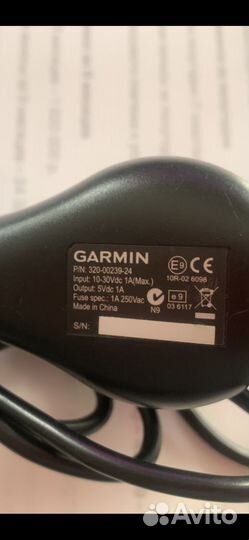 GARMIN
P/N: 320-00239-24
Input: 10-30Vdc 1A(Max.)
Output: 5Vdc 1A
Fuse spec.: 1A 250Vac
Made in China
S/N:
E9 CE
10R-02 6098
N9
e9
03 6117
Avito